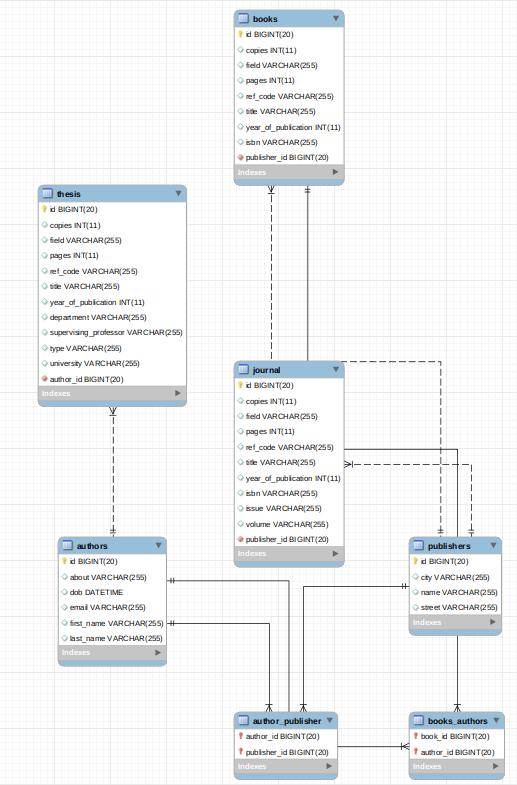 books
id BIGINT(20)
copies INT(11)
field VARCHAR(255)
pages INT(11)
ref_code VARCHAR(255)
title VARCHAR(255)
year_of_publication INT(11)
isbn VARCHAR(255)
publisher_id BIGINT(20)
Indexes
thesis
id BIGINT(20)
copies INT(11)
field VARCHAR(255)
pages INT(11)
ref_code VARCHAR(255)
title VARCHAR(255)
year_of_publication INT(11)
department VARCHAR(255)
supervising_professor VARCHAR(255)
type VARCHAR(255)
university VARCHAR(255)
author_id BIGINT(20)
Indexes
journal
id BIGINT(20)
copies INT(11)
field VARCHAR(255)
pages INT(11)
ref_code VARCHAR(255)
title VARCHAR(255)
year_of_publication INT(11)
isbn VARCHAR(255)
issue VARCHAR(255)
volume VARCHAR(255)
publisher_id BIGINT(20)
Indexes
authors
id BIGINT(20)
about VARCHAR(255)
dob DATETIME
email VARCHAR(255)
first_name VARCHAR(255)
last_name VARCHAR(255)
Indexes
publishers
id BIGINT(20)
city VARCHAR(255)
name VARCHAR(255)
street VARCHAR(255)
Indexes
author_publisher
author_id BIGINT(20)
publisher_id BIGINT(20)
Indexes
books_authors
book_id BIGINT(20)
author_id BIGINT(20)
Indexes